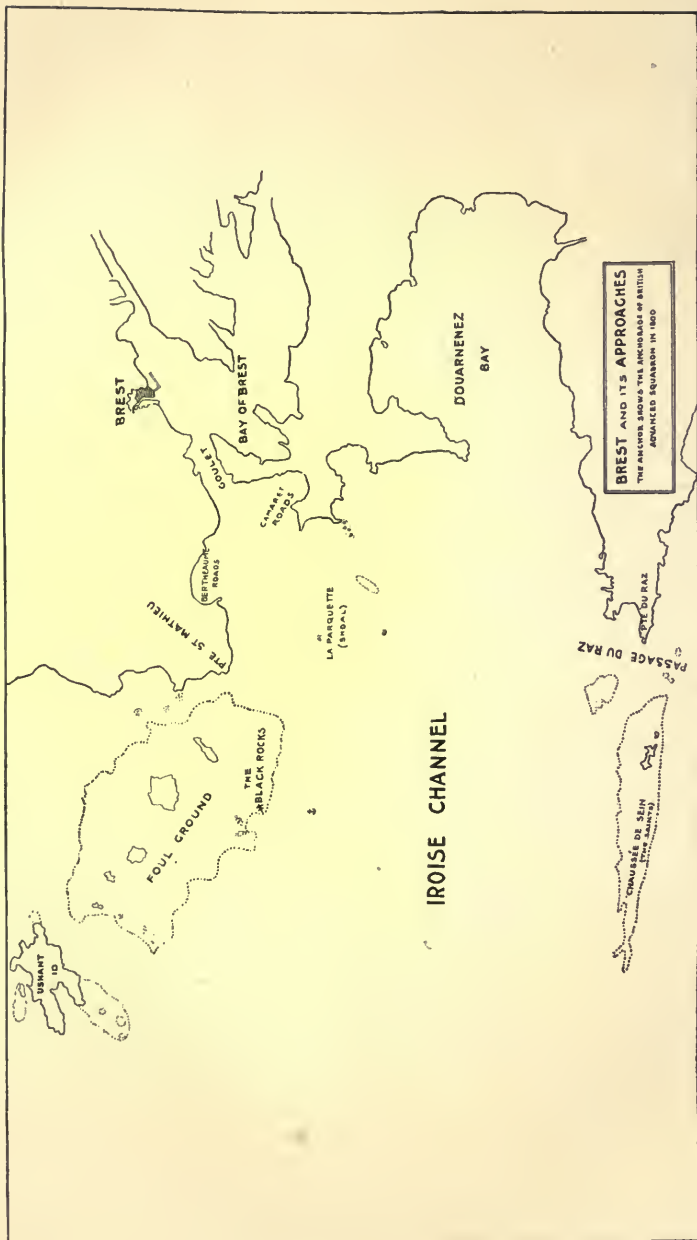 USHANT
ID
FOUL GROUND
THE
BLACK ROCKS
PTE ST MATHIEU
BERTHEAUME
ROADS
GOULET
BREST
BAY OF BREST
CAMARET
ROADS
LA PARQUETTE
(SHOAL)
IROISE CHANNEL
DOUARNENEZ
BAY
CHAUSSÉE DE SEIN
(THE SAINTS)
PASSAGE DU RAZ
PTE DU RAZ
BREST AND ITS APPROACHES
THE ANCHOR SHOWS THE ANCHORAGE OF BRITISH
ADVANCED SQUADRON IN 1800